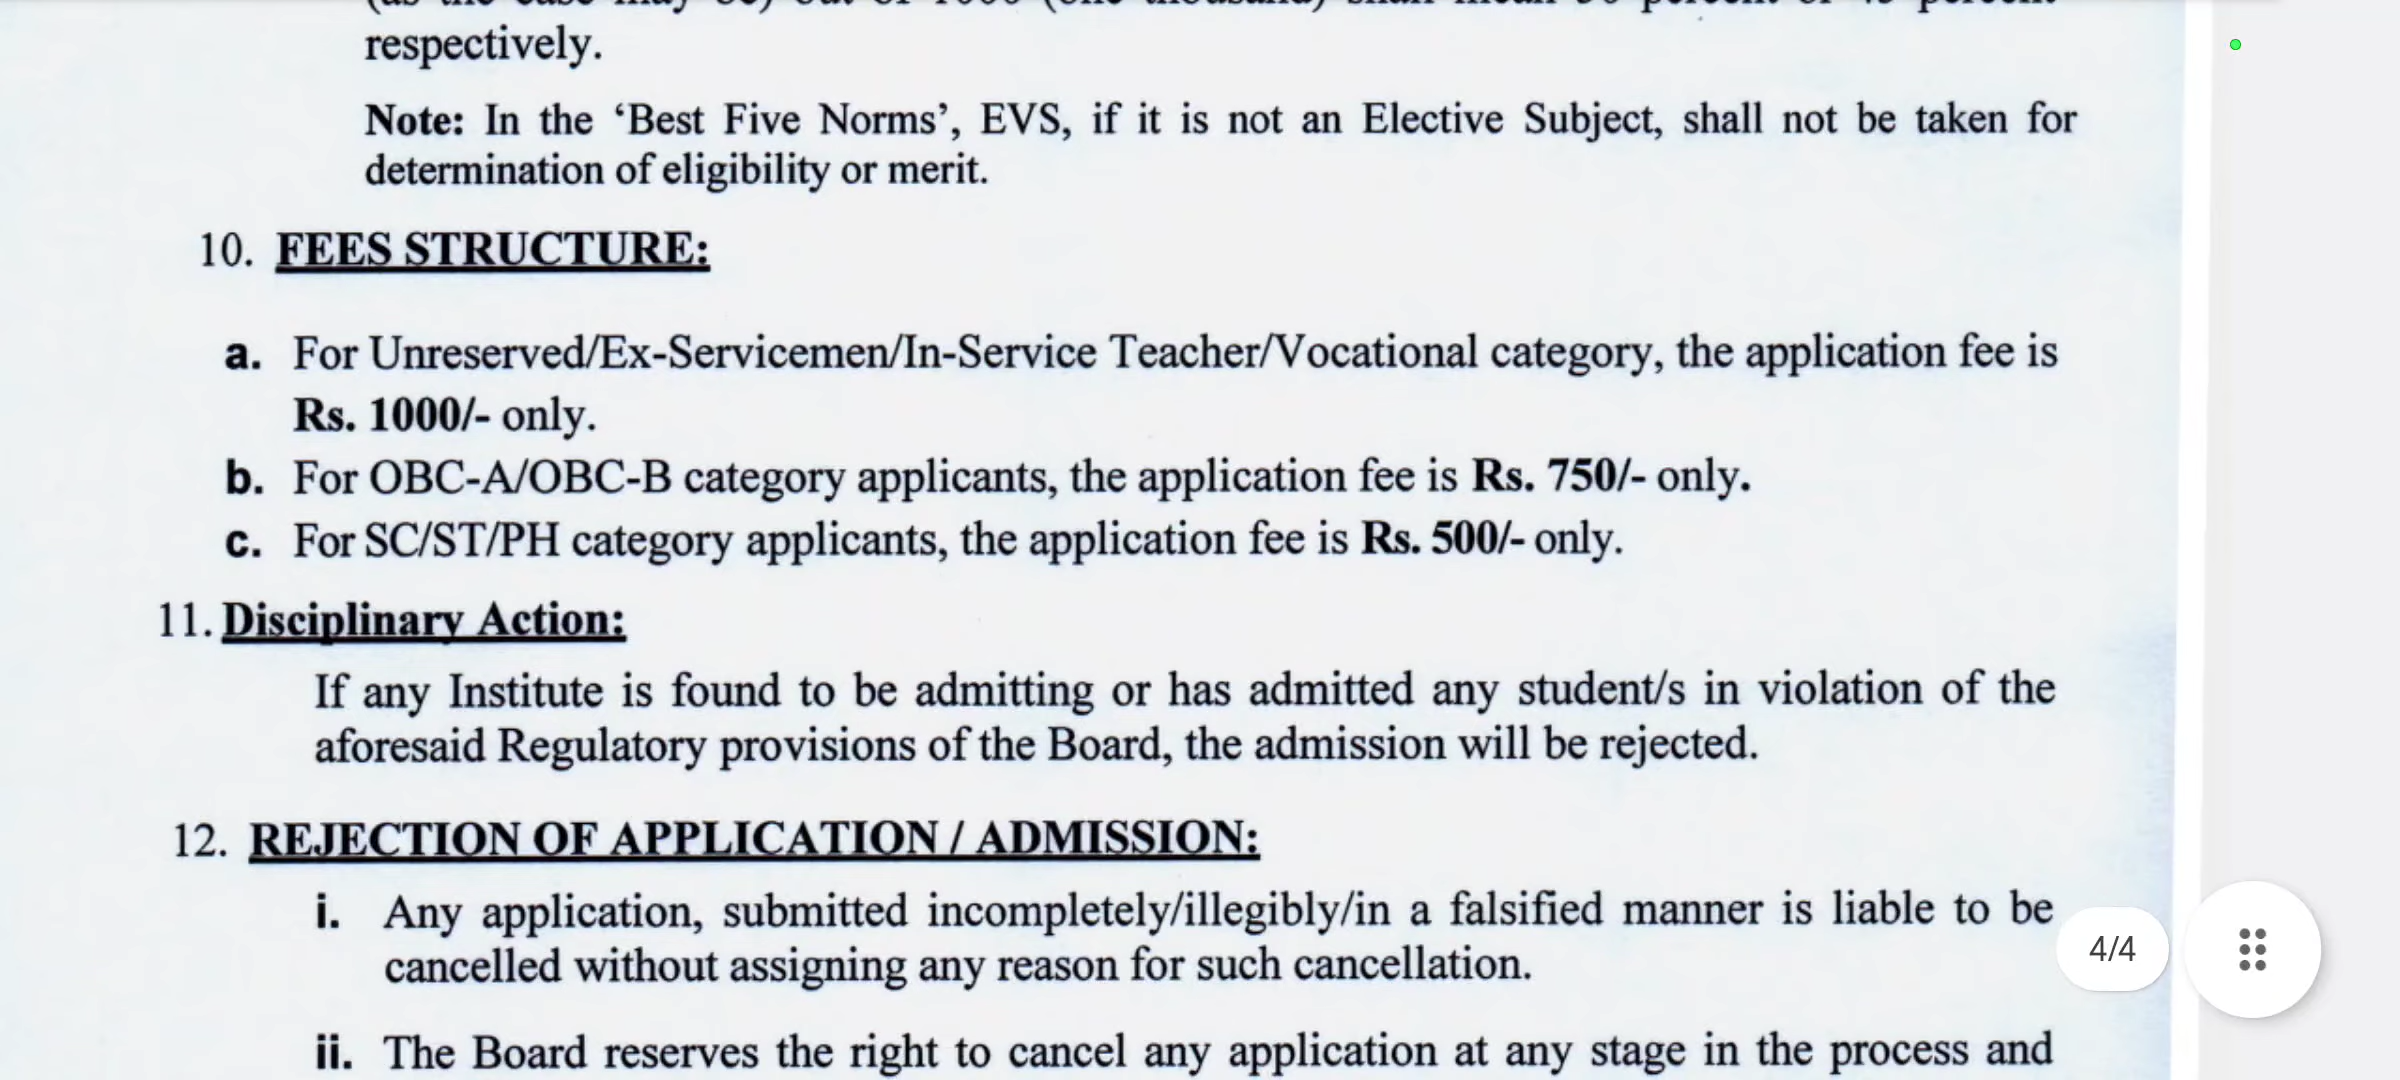 respectively.
Note: In the ‘Best Five Norms’, EVS, if it is not an Elective Subject, shall not be taken for
determination of eligibility or merit.
10. FEES STRUCTURE:
a. For Unreserved/Ex-Servicemen/In-Service Teacher/Vocational category, the application fee is
Rs. 1000/- only.
b. For OBC-A/OBC-B category applicants, the application fee is Rs. 750/- only.
c. For SC/ST/PH category applicants, the application fee is Rs. 500/- only.
11. Disciplinary Action:
If any Institute is found to be admitting or has admitted any student/s in violation of the
aforesaid Regulatory provisions of the Board, the admission will be rejected.
12. REJECTION OF APPLICATION / ADMISSION:
i. Any application, submitted incompletely/illegibly/in a falsified manner is liable to be
cancelled without assigning any reason for such cancellation.
4/4
ii. The Board reserves the right to cancel any application at any stage in the process and